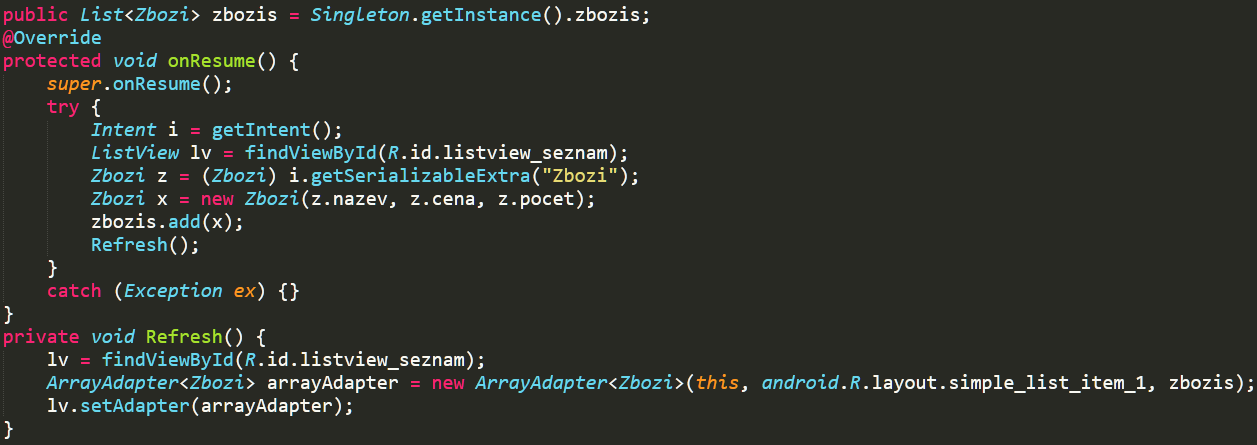 public List<Zbozi> zbozis = Singleton.getInstance().zbozis;
@Override
protected void onResume() {
    super.onResume();
    try {
        Intent i = getIntent();
        ListView lv = findViewById(R.id.listview_seznam);
        Zbozi z = (Zbozi) i.getSerializableExtra("Zbozi");
        Zbozi x = new Zbozi(z.nazev, z.cena, z.pocet);
        zbozis.add(x);
        Refresh();
    }
    catch (Exception ex) {}
}
private void Refresh() {
    lv = findViewById(R.id.listview_seznam);
    ArrayAdapter<Zbozi> arrayAdapter = new ArrayAdapter<Zbozi>(this, android.R.layout.simple_list_item_1, zbozis);
    lv.setAdapter(arrayAdapter);
}